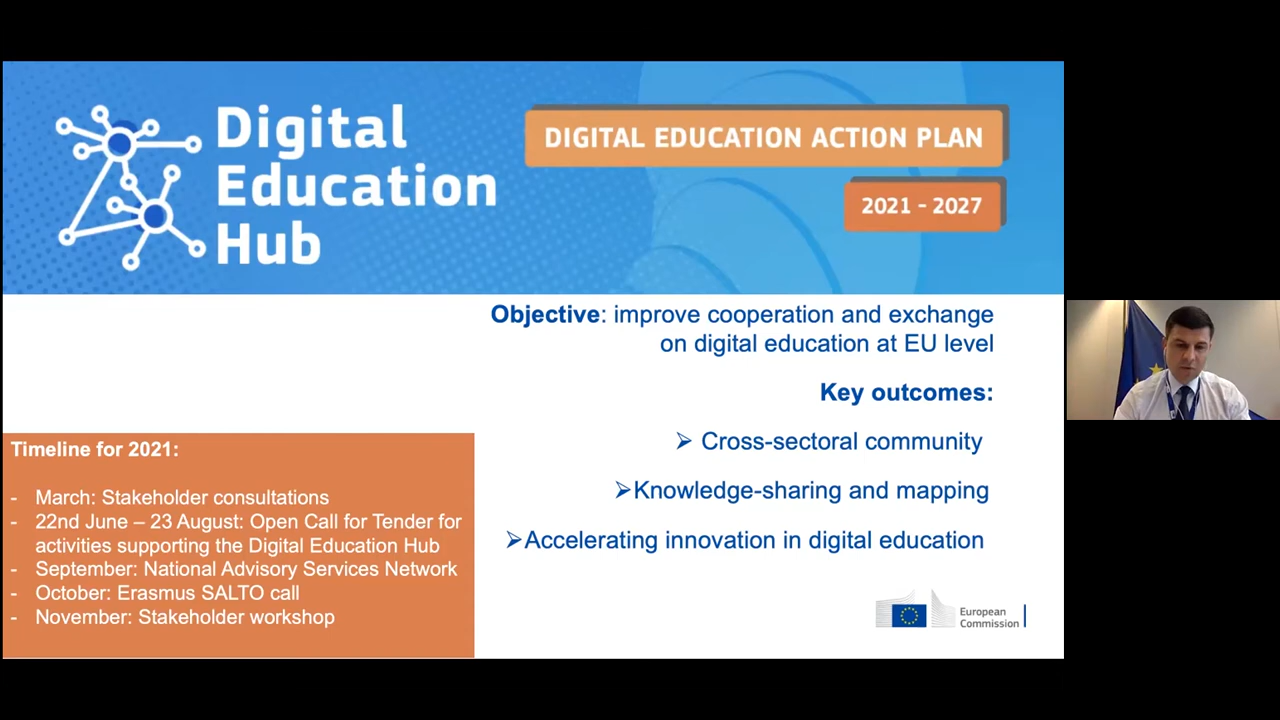 Digital
Education
Hub
DIGITAL EDUCATION ACTION PLAN
2021 - 2027
Objective: improve cooperation and exchange
on digital education at EU level
Key outcomes:
➢ Cross-sectoral community
➢Knowledge-sharing and mapping
➢Accelerating innovation in digital education
Timeline for 2021:
- March: Stakeholder consultations
- 22nd June – 23 August: Open Call for Tender for
activities supporting the Digital Education Hub
- September: National Advisory Services Network
- October: Erasmus SALTO call
- November: Stakeholder workshop
European
Commission